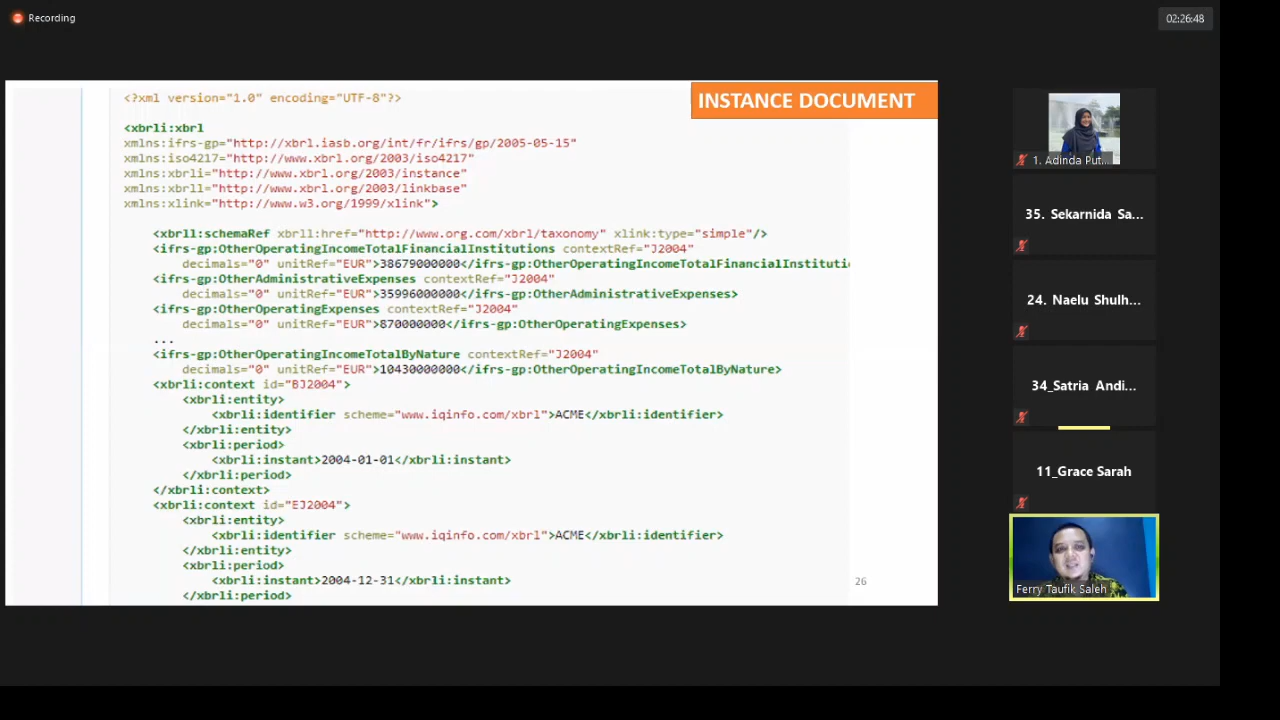 Recording
02:26:48
INSTANCE DOCUMENT
<?xml version="1.0" encoding="UTF-8"?>
<xbrli:xbrl
xmlns:ifrs-gp="http://xbrl.iasb.org/int/fr/ifrs/gp/2005-05-15"
xmlns:iso4217="http://www.xbrl.org/2003/iso4217"
xmlns:xbrli="http://www.xbrl.org/2003/instance"
xmlns:xbrll="http://www.xbrl.org/2003/linkbase"
xmlns:xlink="http://www.w3.org/1999/xlink">
<xbrll:schemaRef xbrll:href="http://www.org.com/xbrl/taxonomy" xlink:type="simple"/>
<ifrs-gp:OtherOperatingIncomeTotalFinancialInstitutions contextRef="J2004"
decimals="0" unitRef="EUR">38679000000</ifrs-gp:OtherOperatingIncomeTotalFinancialInstitutio
<ifrs-gp:OtherAdministrativeExpenses contextRef="J2004"
decimals="0" unitRef="EUR">35996000000</ifrs-gp:OtherAdministrativeExpenses>
<ifrs-gp:OtherOperatingExpenses contextRef="J2004"
decimals="0" unitRef="EUR">870000000</ifrs-gp:OtherOperatingExpenses>
...
<ifrs-gp:OtherOperatingIncomeTotalByNature contextRef="J2004"
decimals="0" unitRef="EUR">10430000000</ifrs-gp:OtherOperatingIncomeTotalByNature>
<xbrli:context id="BJ2004">
<xbrli:entity>
<xbrli:identifier scheme="www.iqinfo.com/xbrl">ACME</xbrli:identifier>
</xbrli:entity>
<xbrli:period>
<xbrli:instant>2004-01-01</xbrli:instant>
</xbrli:period>
</xbrli:context>
<xbrli:context id="EJ2004">
<xbrli:entity>
<xbrli:identifier scheme="www.iqinfo.com/xbrl">ACME</xbrli:identifier>
</xbrli:entity>
<xbrli:period>
<xbrli:instant>2004-12-31</xbrli:instant>
</xbrli:period>
26
1. Adinda Put...
35. Sekarnida Sa...
24. Naelu Shulh...
34_Satria Andi...
11_Grace Sarah
Ferry Taufik Saleh